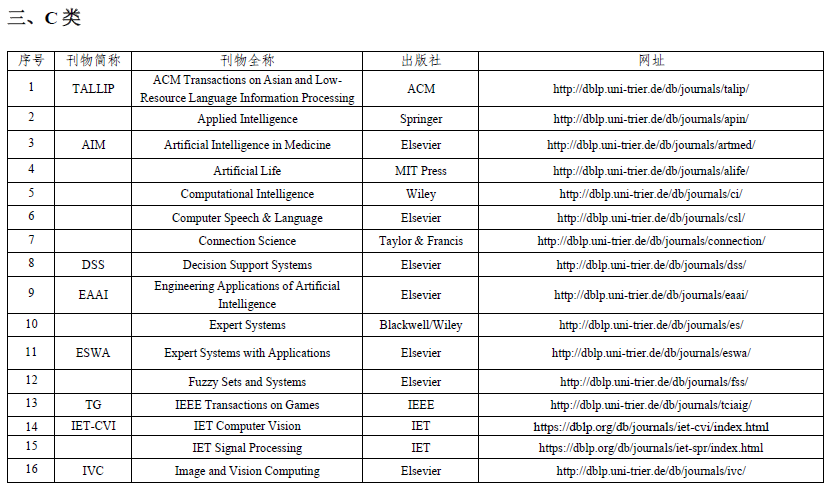 三、C 类
序号 刊物简称 刊物全称 出版社 网址
1 TALLIP ACM Transactions on Asian and Low-
Resource Language Information Processing ACM http://dblp.uni-trier.de/db/journals/talip/
2 Applied Intelligence Springer http://dblp.uni-trier.de/db/journals/apin/
3 AIM Artificial Intelligence in Medicine Elsevier http://dblp.uni-trier.de/db/journals/artmed/
4 Artificial Life MIT Press http://dblp.uni-trier.de/db/journals/alife/
5 Computational Intelligence Wiley http://dblp.uni-trier.de/db/journals/ci/
6 Computer Speech & Language Elsevier http://dblp.uni-trier.de/db/journals/csl/
7 Connection Science Taylor & Francis http://dblp.uni-trier.de/db/journals/connection/
8 DSS Decision Support Systems Elsevier http://dblp.uni-trier.de/db/journals/dss/
9 EAAI Engineering Applications of Artificial
Intelligence Elsevier http://dblp.uni-trier.de/db/journals/eaai/
10 Expert Systems Blackwell/Wiley http://dblp.uni-trier.de/db/journals/es/
11 ESWA Expert Systems with Applications Elsevier http://dblp.uni-trier.de/db/journals/eswa/
12 Fuzzy Sets and Systems Elsevier http://dblp.uni-trier.de/db/journals/fss/
13 TG IEEE Transactions on Games IEEE http://dblp.uni-trier.de/db/journals/tciaig/
14 IET-CVI IET Computer Vision IET https://dblp.org/db/journals/iet-cvi/index.html
15 IET Signal Processing IET https://dblp.org/db/journals/iet-spr/index.html
16 IVC Image and Vision Computing Elsevier http://dblp.uni-trier.de/db/journals/ivc/